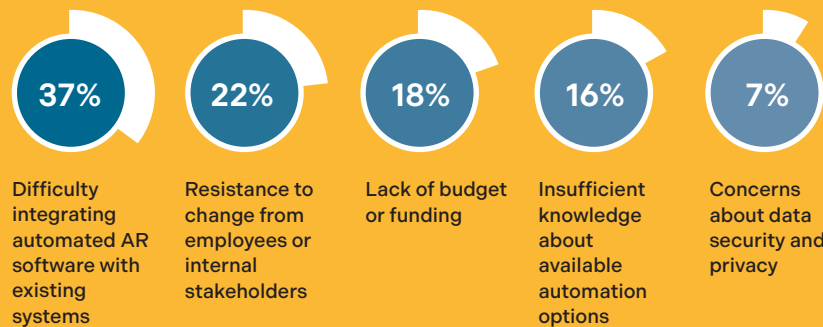 37%
Difficulty
integrating
automated AR
software with
existing
systems
22%
Resistance to
change from
employees or
internal
stakeholders
18%
Lack of budget
or funding
16%
Insufficient
knowledge
about
available
automation
options
7%
Concerns
about data
security and
privacy